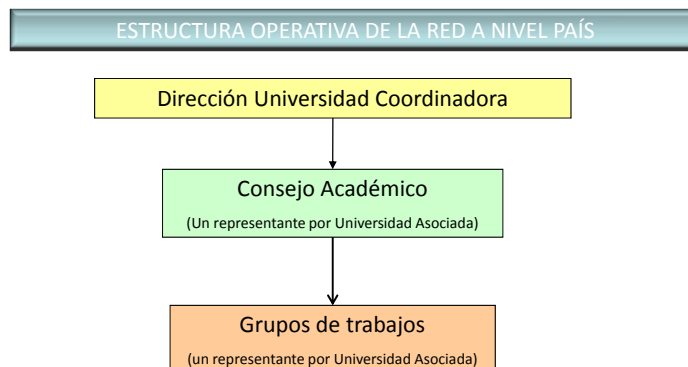 ESTRUCTURA OPERATIVA DE LA RED A NIVEL PAÍS
Dirección Universidad Coordinadora
Consejo Académico
(Un representante por Universidad Asociada)
Grupos de trabajos
(un representante por Universidad Asociada)